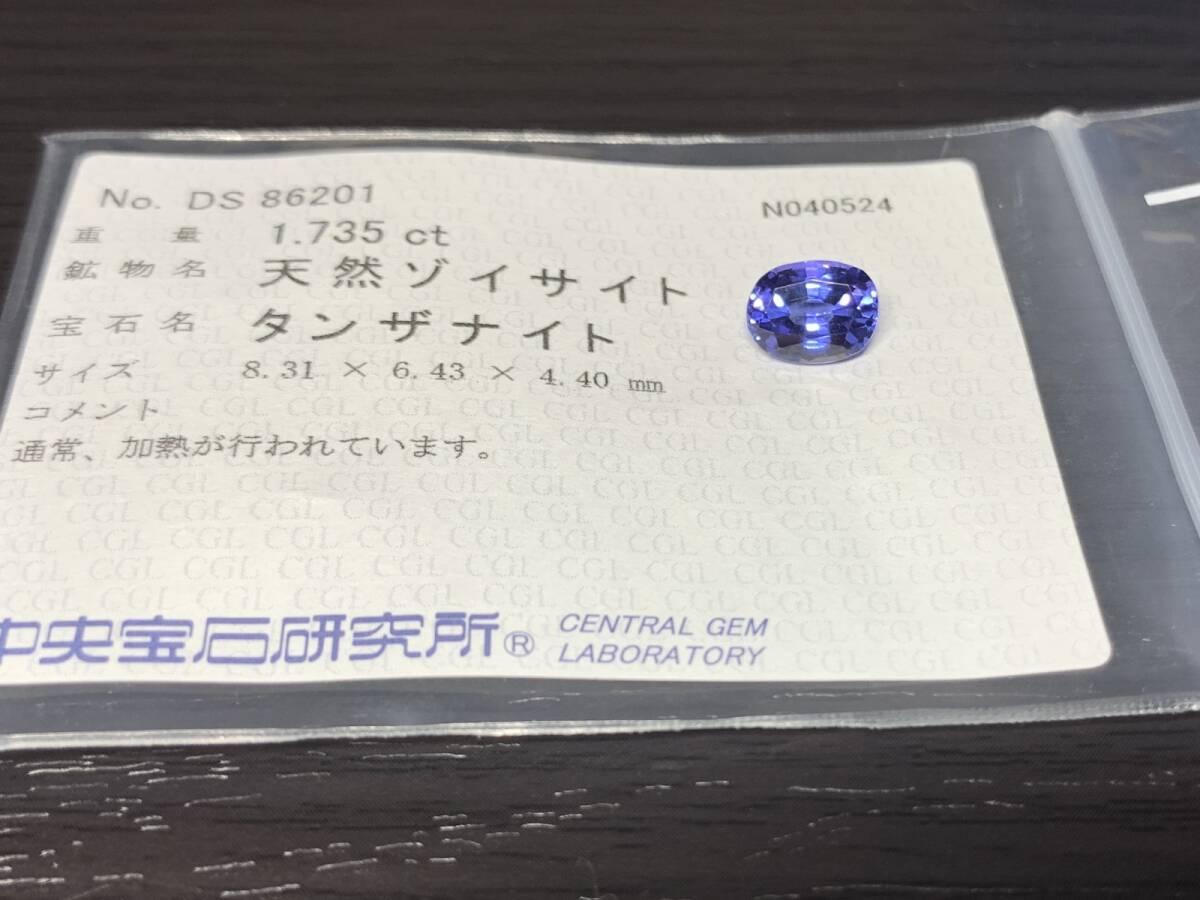 No. DS 86201
N040524
重量 1.735 ct
鉱物名 天然ゾイサイト
宝石名 タンザナイト
サイズ 8.31 × 6.43 × 4.40 mm
コメント
通常、加熱が行われています。
中央宝石研究所® CENTRAL GEM
LABORATORY